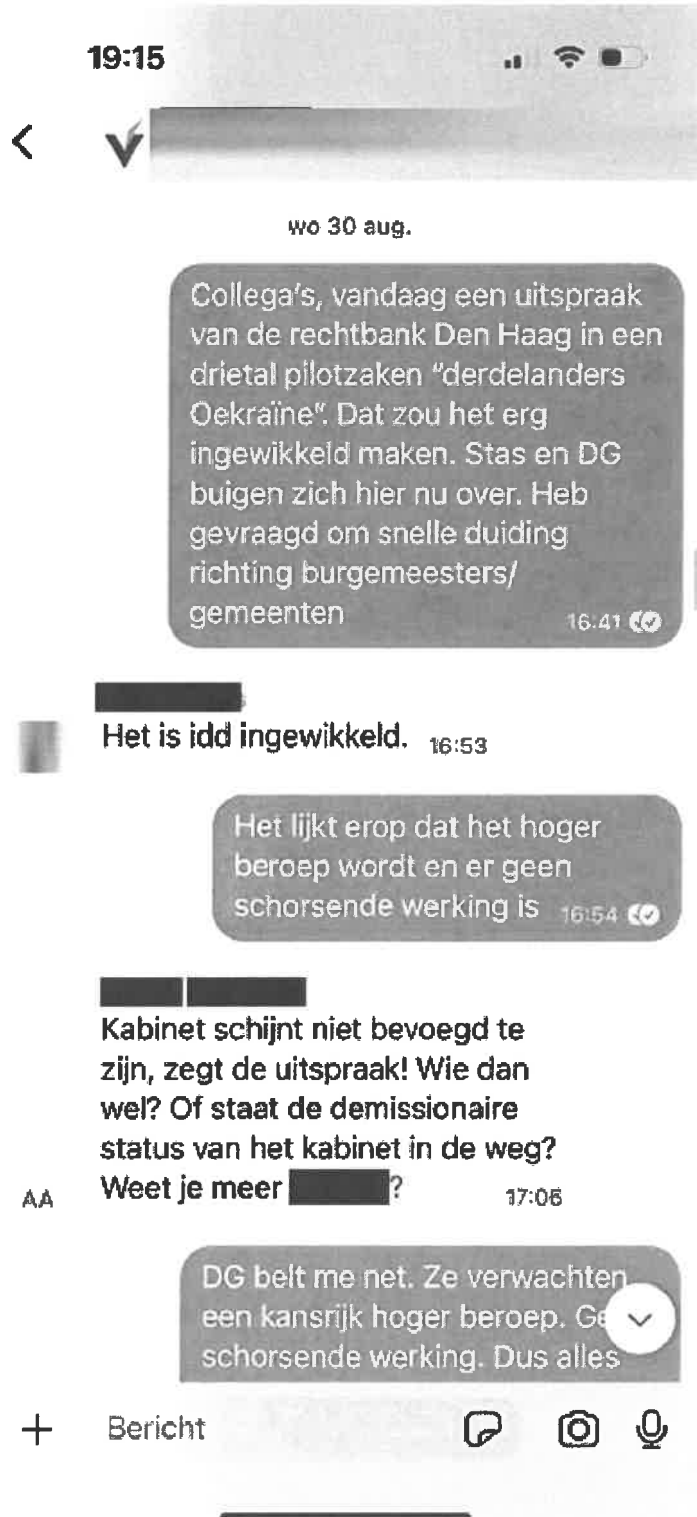 19:15
wo 30 aug.
Collega's, vandaag een uitspraak
van de rechtbank Den Haag in een
drietal pilotzaken "derdelanders
Oekraïne". Dat zou het erg
ingewikkeld maken. Stas en DG
buigen zich hier nu over. Heb
gevraagd om snelle duiding
richting burgemeesters/
gemeenten
16:41
Het is idd ingewikkeld. 16:53
Het lijkt erop dat het hoger
beroep wordt en er geen
schorsende werking is 16:54
Kabinet schijnt niet bevoegd te
zijn, zegt de uitspraak! Wie dan
wel? Of staat de demissionaire
status van het kabinet in de weg?
AA Weet je meer ? 17:06
DG belt me net. Ze verwachten
een kansrijk hoger beroep.
schorsende werking. Dus alles
Bericht